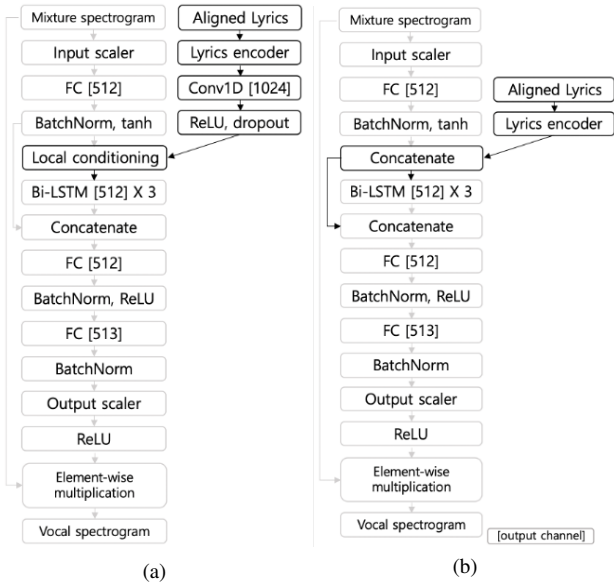 Mixture spectrogram
Input scaler
FC [512]
BatchNorm, tanh
Aligned Lyrics
Lyrics encoder
Conv1D [1024]
ReLU, dropout
Local conditioning
Bi-LSTM [512] X 3
Concatenate
FC [512]
BatchNorm, ReLU
FC [513]
BatchNorm
Output scaler
ReLU
Element-wise
multiplication
Vocal spectrogram
(a)
Mixture spectrogram
Input scaler
FC [512]
BatchNorm, tanh
Aligned Lyrics
Lyrics encoder
Concatenate
Bi-LSTM [512] X 3
Concatenate
FC [512]
BatchNorm, ReLU
FC [513]
BatchNorm
Output scaler
ReLU
Element-wise
multiplication
Vocal spectrogram
[output channel]
(b)